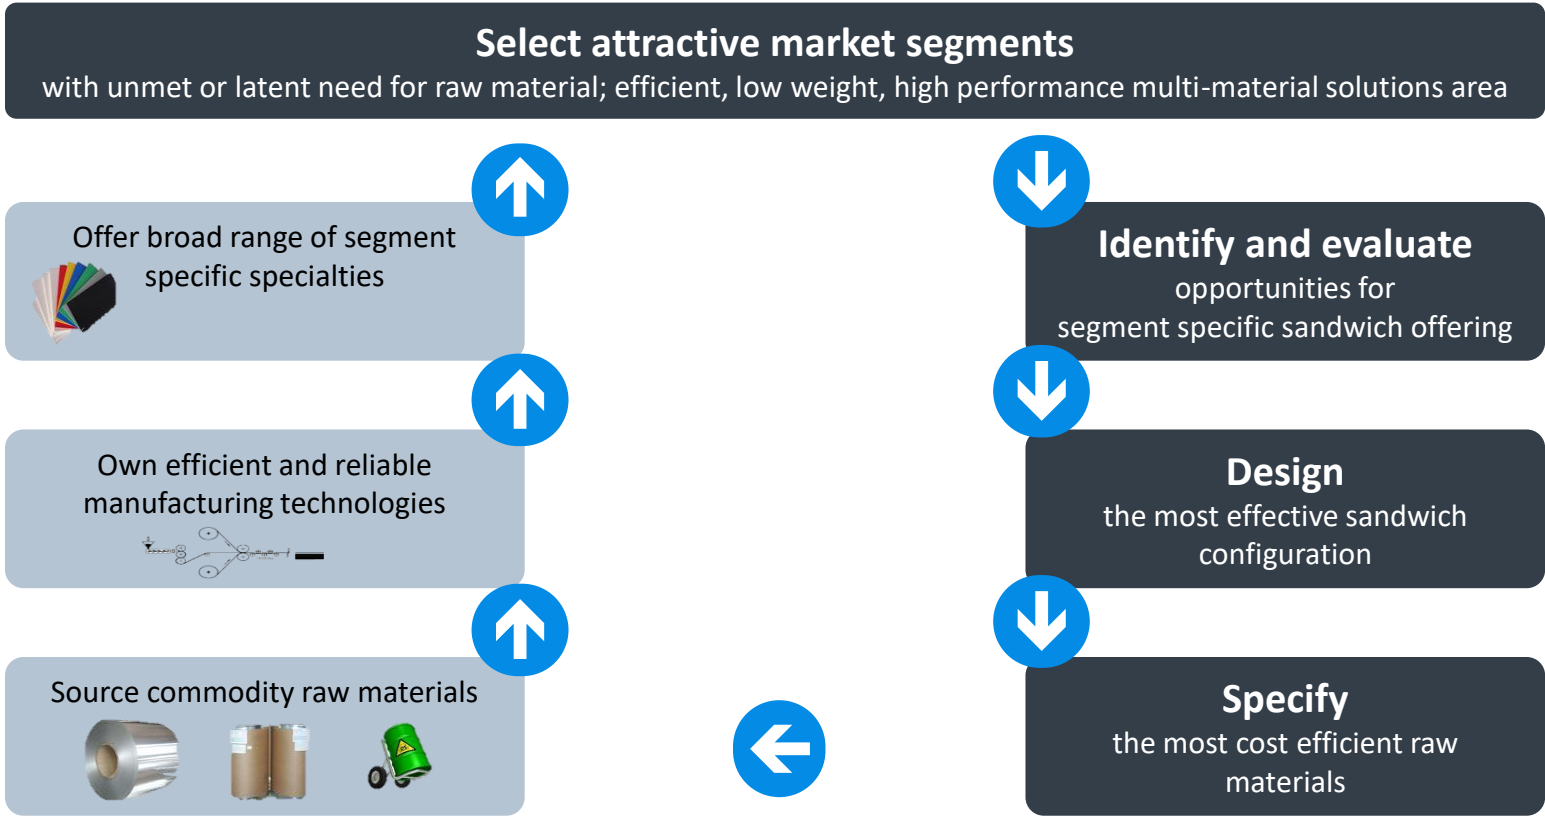 Select attractive market segments
with unmet or latent need for raw material; efficient, low weight, high performance multi-material solutions area
Offer broad range of segment
specific specialties
Identify and evaluate
opportunities for
segment specific sandwich offering
Own efficient and reliable
manufacturing technologies
Design
the most effective sandwich
configuration
Source commodity raw materials
Specify
the most cost efficient raw
materials